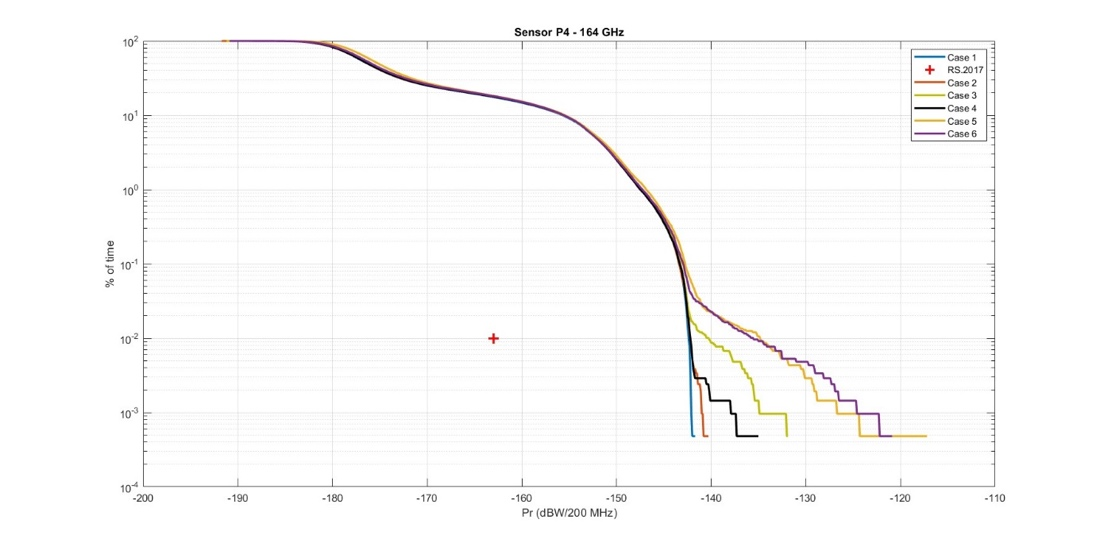 Sensor P4 - 164 GHz
10^2
10^1
10^0
10^-1
10^-2
10^-3
10^-4
% of time
Case 1
RS.2017
Case 2
Case 3
Case 4
Case 5
Case 6
-200 -190 -180 -170 -160 -150 -140 -130 -120 -110
Pr (dBW/200 MHz)